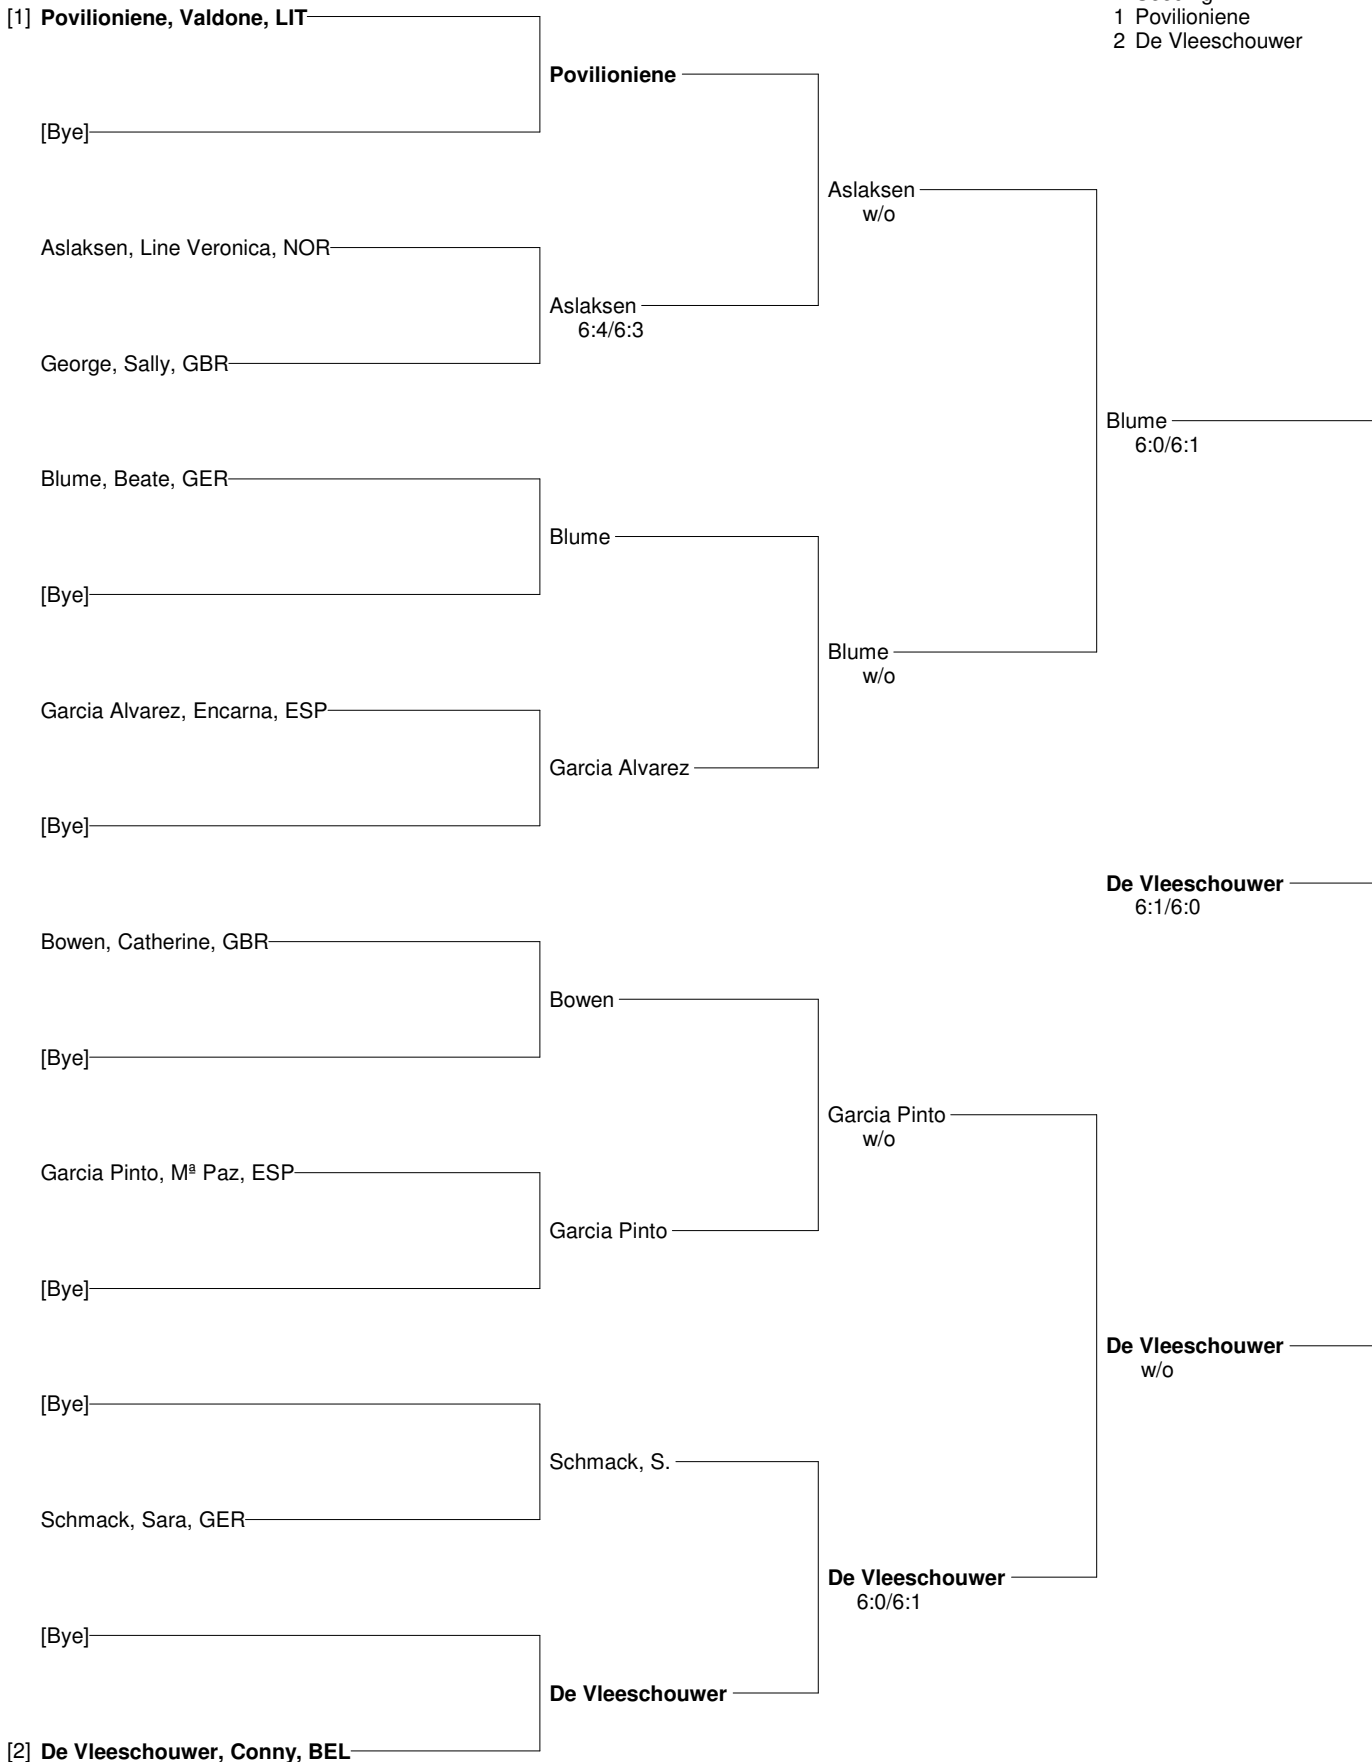 [1] Povilioniene, Valdone, LIT
1 Povilioniene
2 De Vleeschouwer
Povilioniene
[Bye]
Aslaksen
w/o
Aslaksen, Line Veronica, NOR
Aslaksen
6:4/6:3
George, Sally, GBR
Blume
6:0/6:1
Blume, Beate, GER
Blume
[Bye]
Blume
w/o
Garcia Alvarez, Encarna, ESP
Garcia Alvarez
[Bye]
De Vleeschouwer
6:1/6:0
Bowen, Catherine, GBR
Bowen
[Bye]
Garcia Pinto
w/o
Garcia Pinto, Mª Paz, ESP
Garcia Pinto
[Bye]
De Vleeschouwer
w/o
[Bye]
Schmack, S.
Schmack, Sara, GER
De Vleeschouwer
6:0/6:1
[Bye]
De Vleeschouwer
[2] De Vleeschouwer, Conny, BEL